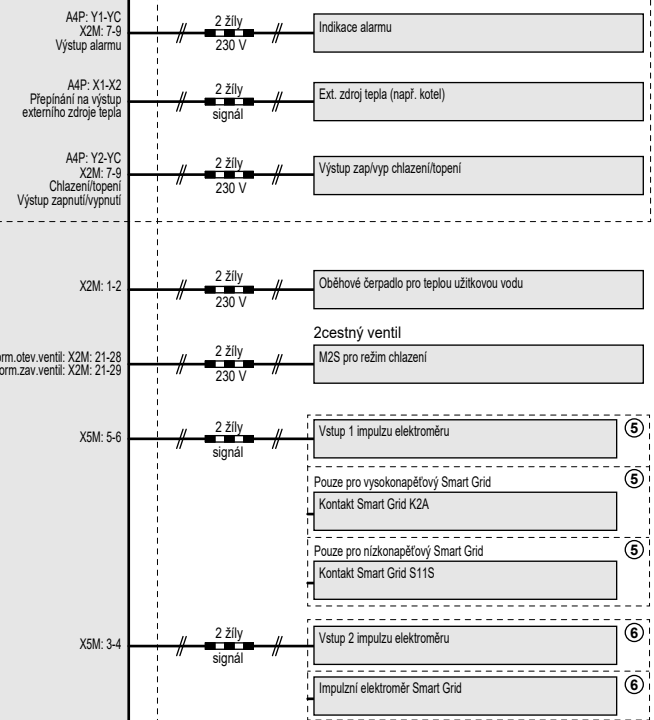 A4P: Y1-YC
X2M: 7-9
Výstup alarmu
2 žíly
230 V
Indikace alarmu
A4P: X1-X2
Přepínání na výstup
externího zdroje tepla
2 žíly
signál
Ext. zdroj tepla (např. kotel)
A4P: Y2-YC
X2M: 7-9
Chlazení/topení
Výstup zapnutí/vypnutí
2 žíly
230 V
Výstup zap/vyp chlazení/topení
X2M: 1-2
2 žíly
230 V
Oběhové čerpadlo pro teplou užitkovou vodu
2cestný ventil
orm.otev.ventil: X2M: 21-28
orm.zav.ventil: X2M: 21-29
2 žíly
230 V
M2S pro režim chlazení
X5M: 5-6
2 žíly
signál
Vstup 1 impulzu elektroměru
5
Pouze pro vysokonapěťový Smart Grid
5
Kontakt Smart Grid K2A
Pouze pro nízkonapěťový Smart Grid
5
Kontakt Smart Grid S11S
X5M: 3-4
2 žíly
signál
Vstup 2 impulzu elektroměru
6
Impulzní elektroměr Smart Grid
6